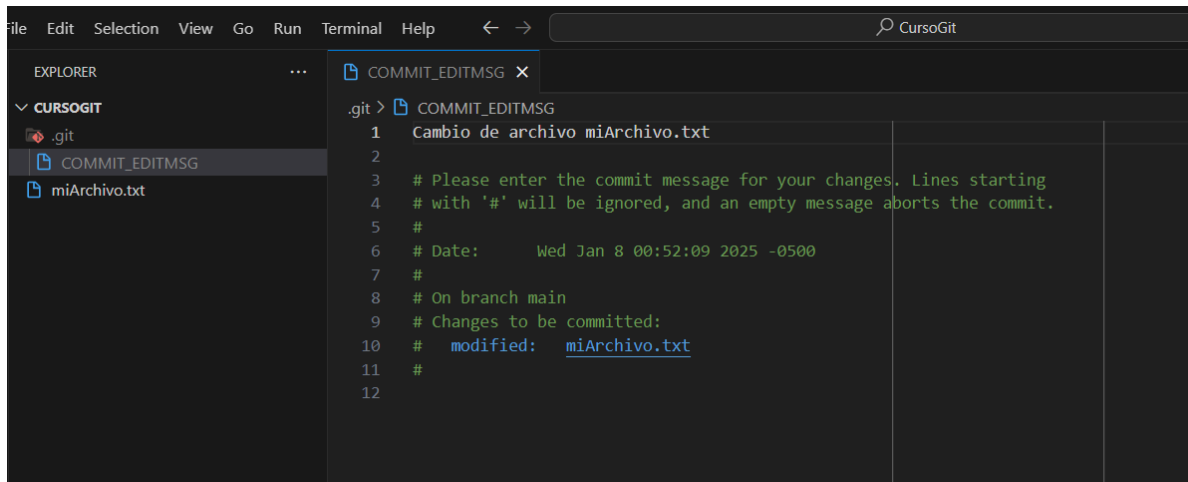 File Edit Selection View Go Run Terminal Help ← → CursoGit
EXPLORER ...
CURSOGIT
.git
COMMIT_EDITMSG
miArchivo.txt
COMMIT_EDITMSG ×
.git > COMMIT_EDITMSG
1 Cambio de archivo miArchivo.txt
2
3 # Please enter the commit message for your changes. Lines starting
4 # with '#' will be ignored, and an empty message aborts the commit.
5 #
6 # Date:      Wed Jan 8 00:52:09 2025 -0500
7 #
8 # On branch main
9 # Changes to be committed:
10 #   modified:   miArchivo.txt
11 #
12